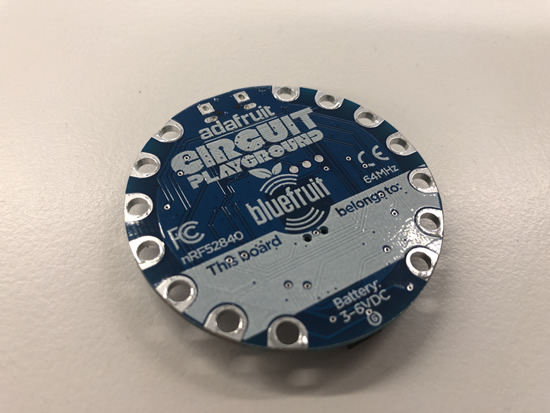 adafruit
CIRCUIT
PLAYGROUND
bluefruit
CE
64MHz
FC
nRF52840
This board belongs to:
Battery:
3-6VDC